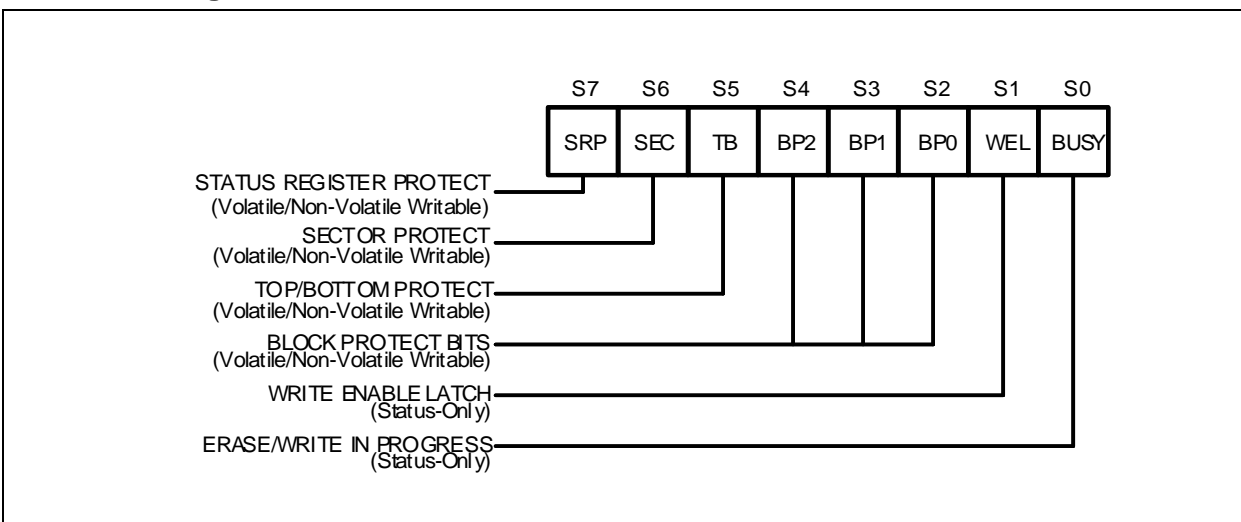 S7 S6 S5 S4 S3 S2 S1 S0
SRP SEC TB BP2 BP1 BP0 WEL BUSY
STATUS REGISTER PROTECT
(Volatile/Non-Volatile Writable)
SECTOR PROTECT
(Volatile/Non-Volatile Writable)
TOP/BOTTOM PROTECT
(Volatile/Non-Volatile Writable)
BLOCK PROTECT BITS
(Volatile/Non-Volatile Writable)
WRITE ENABLE LATCH
(Status-Only)
ERASE/WRITE IN PROGRESS
(Status-Only)